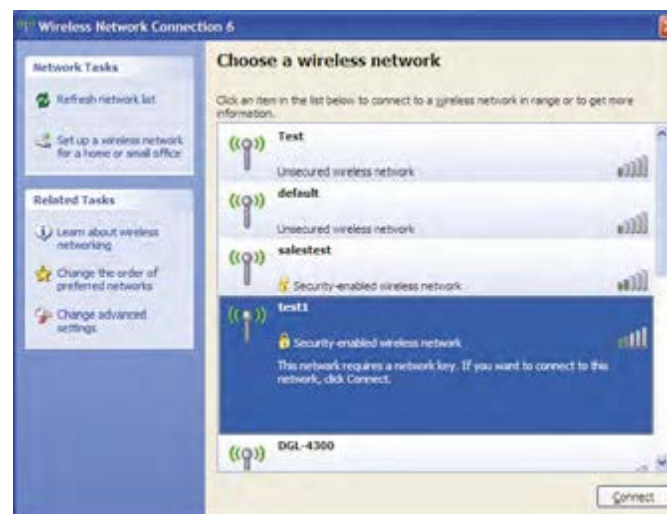 Wireless Network Connection 6
Network Tasks
Refresh network list
Set up a wireless network
for a home or small office
Related Tasks
Learn about wireless
networking
Change the order of
preferred networks
Change advanced
settings
Choose a wireless network
Click an item in the list below to connect to a wireless network in range or to get more
information.
Test
Unsecured wireless network
default
Unsecured wireless network
salestest
Security-enabled wireless network
test1
Security-enabled wireless network
This network requires a network key. If you want to connect to this
network, click Connect.
DGL-4300
Connect